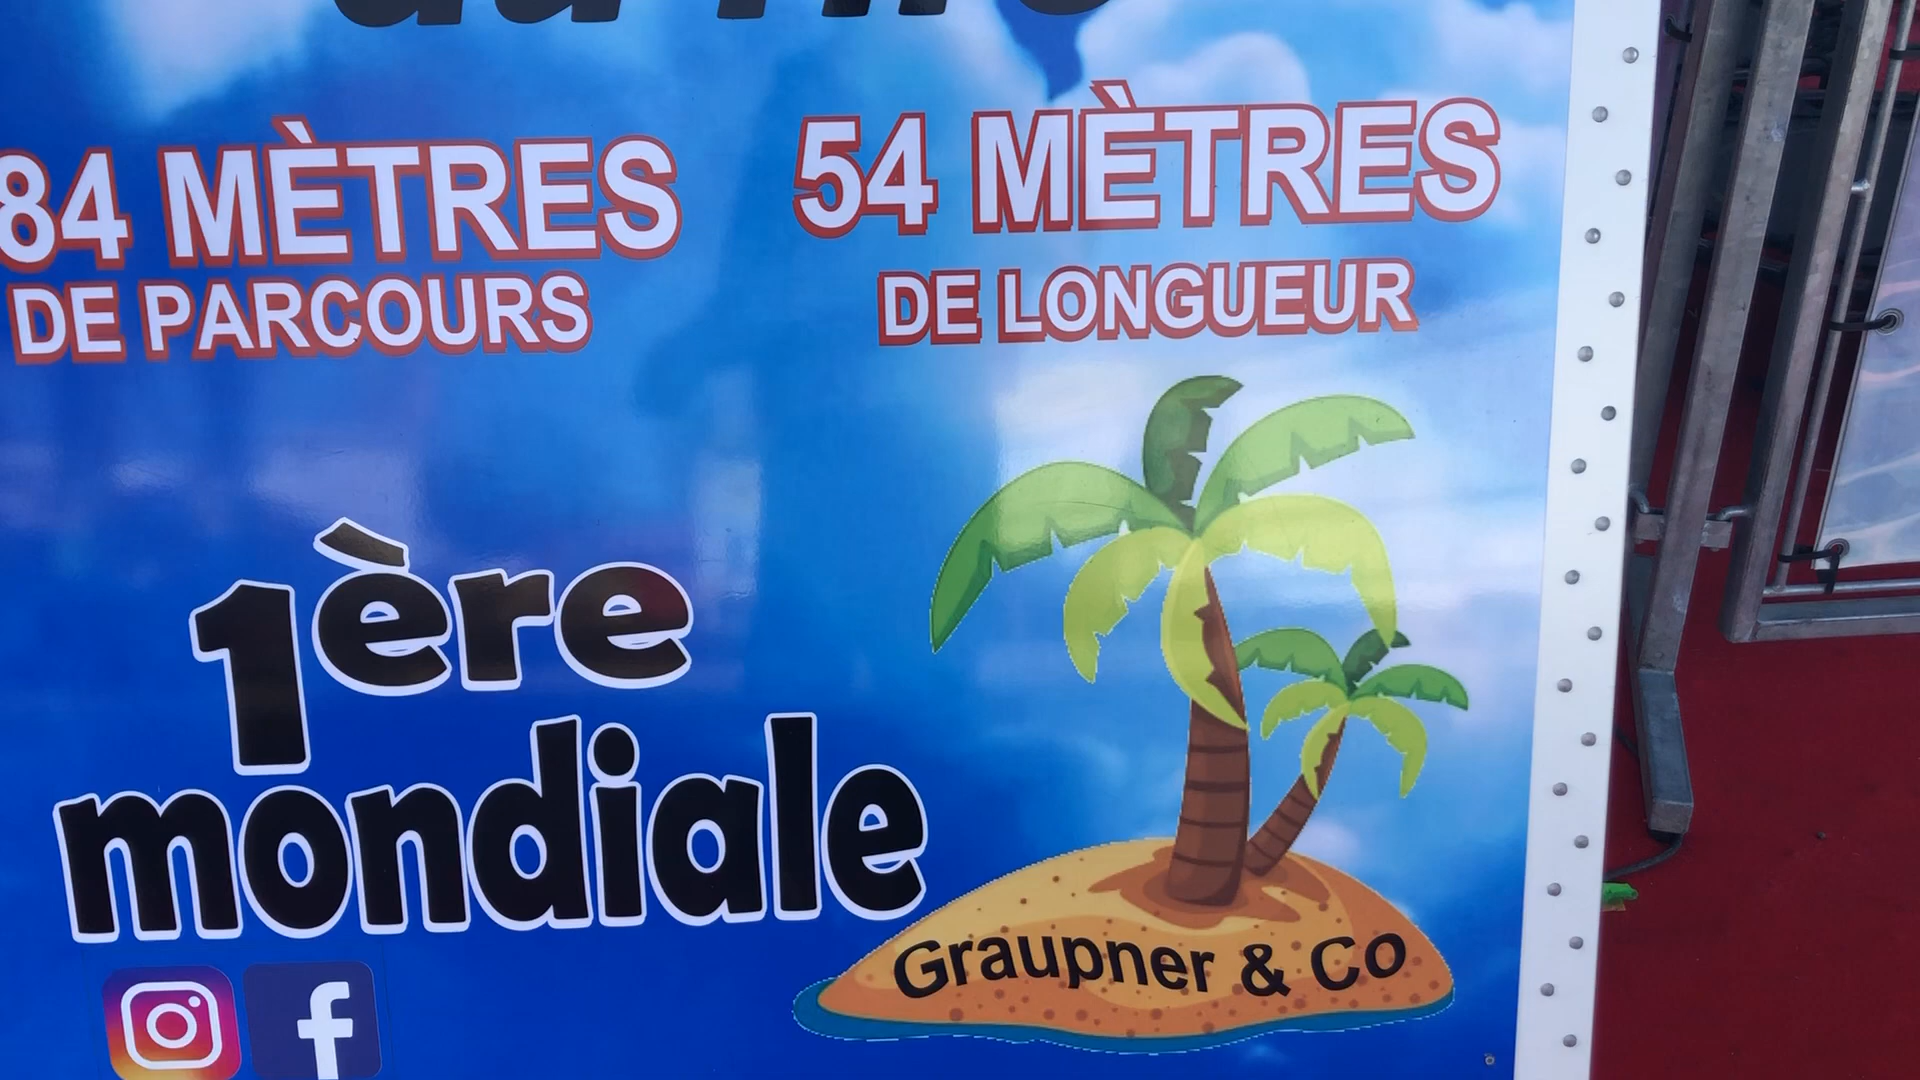 84 MÈTRES
DE PARCOURS
54 MÈTRES
DE LONGUEUR
1ère
mondiale
Graupner & Co